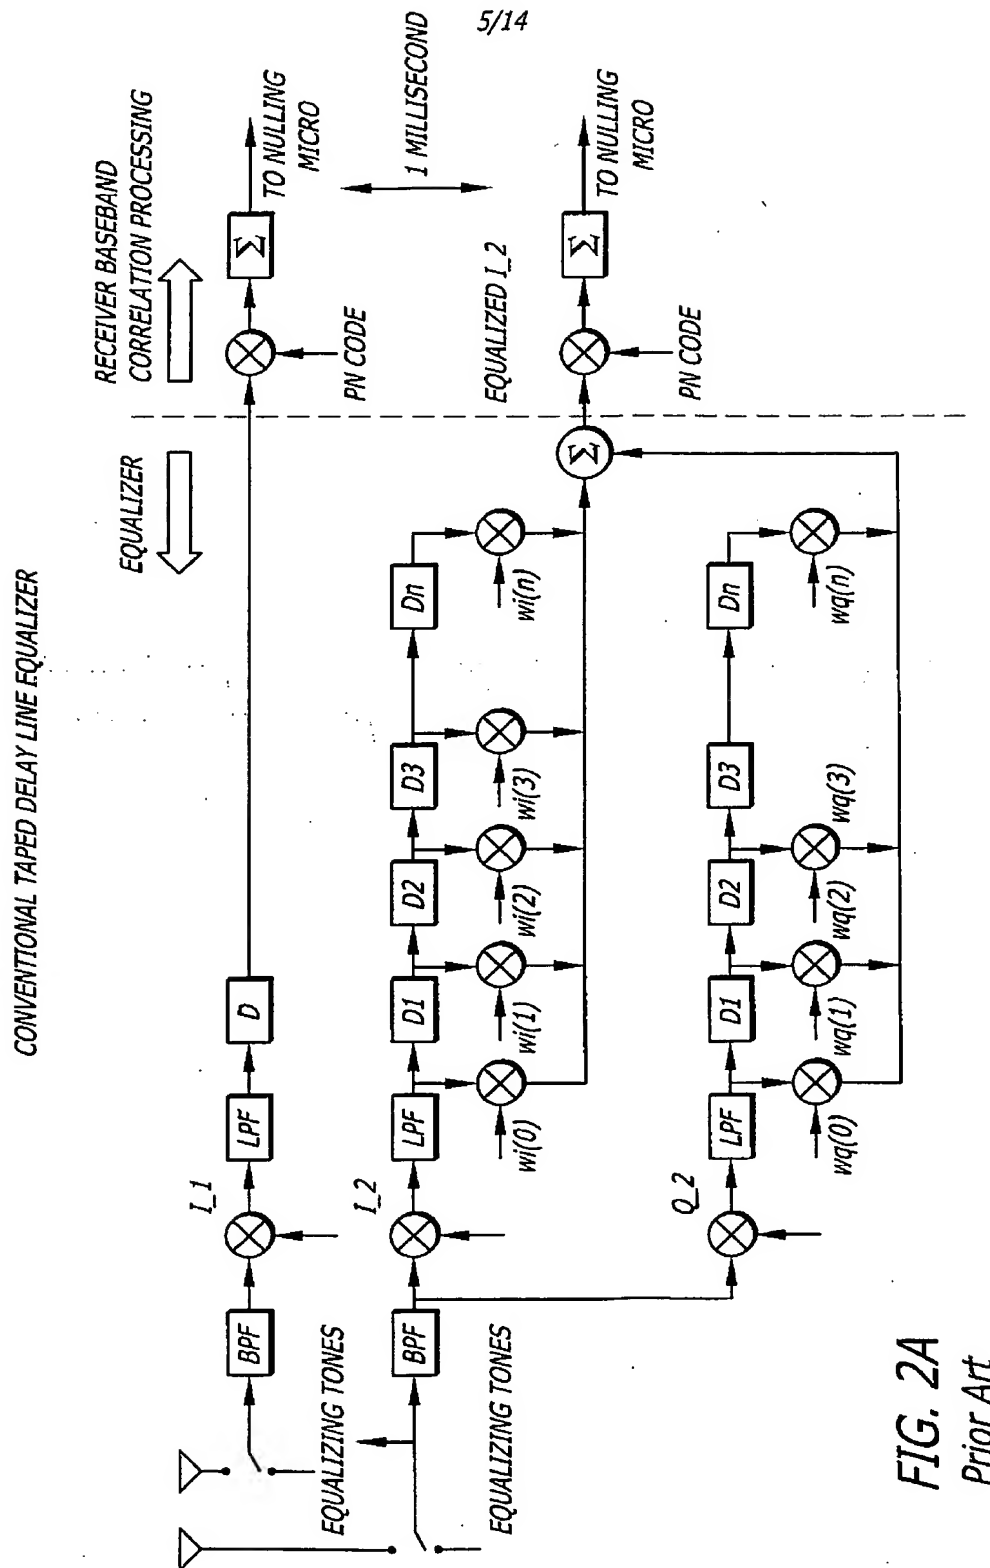 5/14
CONVENTIONAL TAPED DELAY LINE EQUALIZER
EQUALIZER
RECEIVER BASEBAND
CORRELATION PROCESSING
I_1
BPF
LPF
D
PN CODE
Σ
TO NULLING
MICRO
EQUALIZING TONES
1 MILLISECOND
I_2
BPF
LPF
D1
D2
D3
Dn
wi(0)
wi(1)
wi(2)
wi(3)
wi(n)
Σ
EQUALIZED I_2
PN CODE
Σ
TO NULLING
MICRO
EQUALIZING TONES
Q_2
LPF
D1
D2
D3
Dn
wq(0)
wq(1)
wq(2)
wq(3)
wq(n)
FIG. 2A
Prior Art